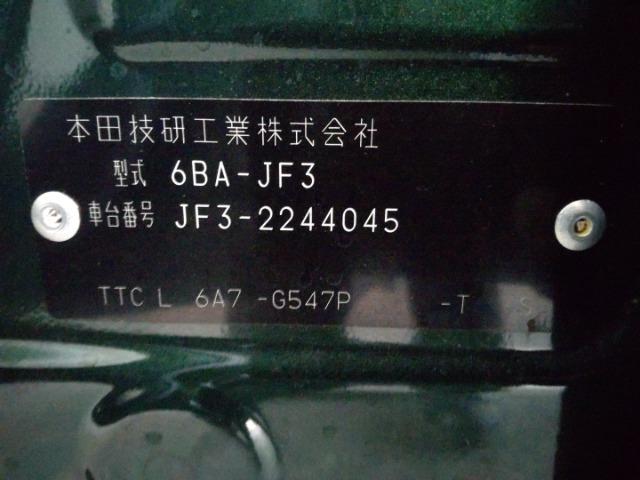 本田技研工業株式会社
型式 6BA-JF3
車台番号 JF3-2244045
TTC L 6A7 -G547P -T S